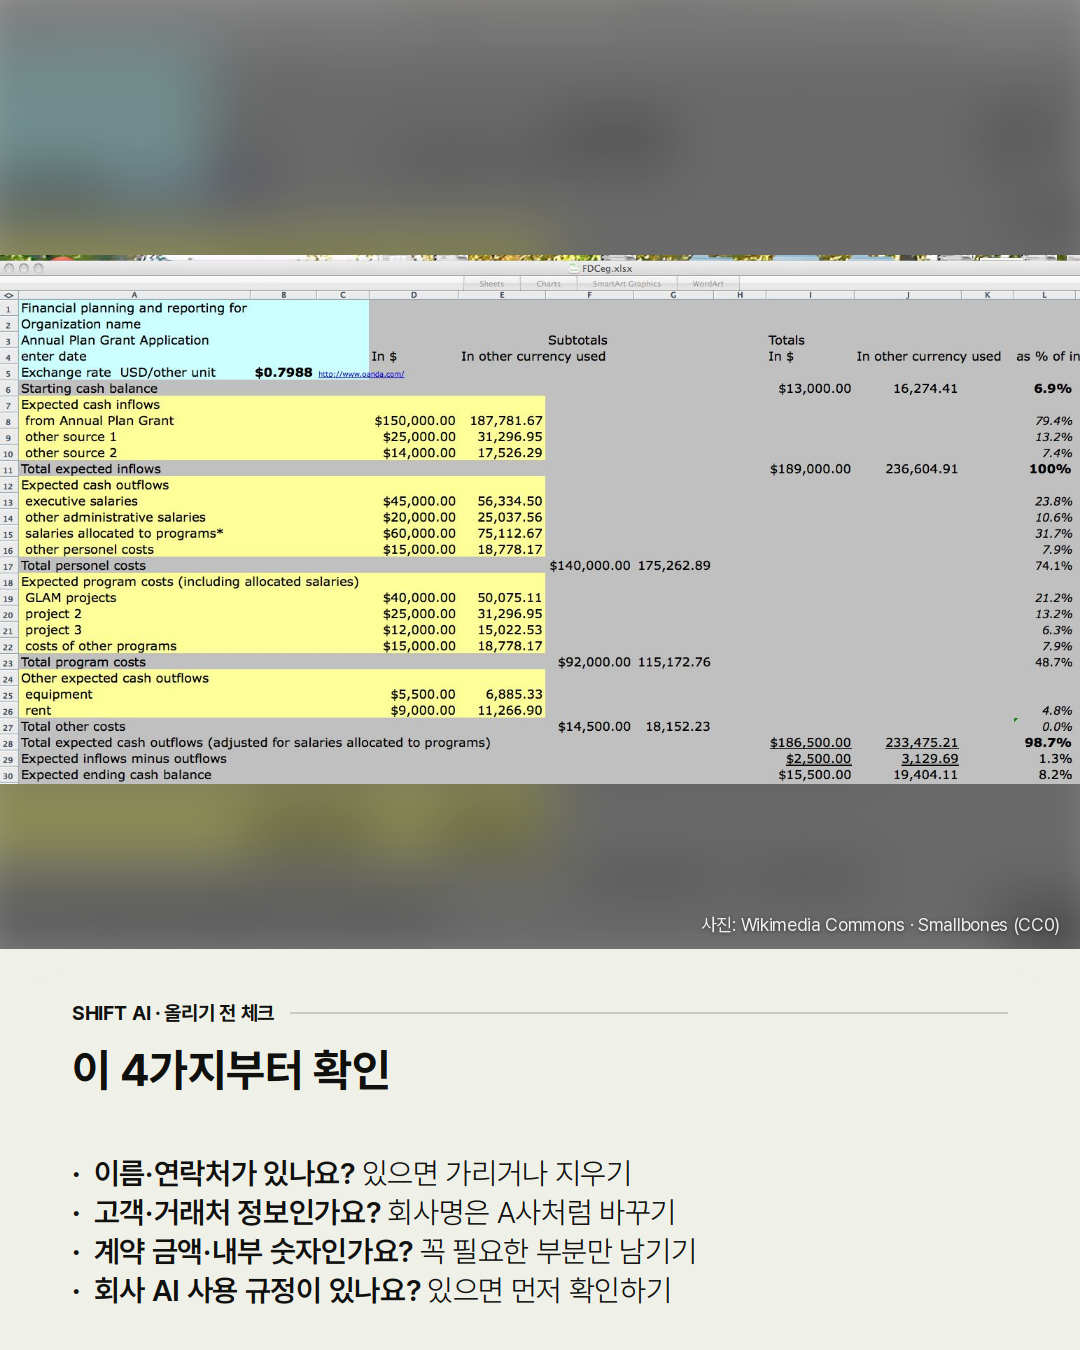 FDCeg.xlsx
Sheets Charts SmartArt Graphics WordArt
A B C D E F G H I J K L
1 Financial planning and reporting for
2 Organization name
3 Annual Plan Grant Application Subtotals Totals
4 enter date In $ In other currency used In $ In other currency used as % of in
5 Exchange rate USD/other unit $0.7988 http://www.oanda.com/
6 Starting cash balance $13,000.00 16,274.41 6.9%
7 Expected cash inflows
8 from Annual Plan Grant $150,000.00 187,781.67 79.4%
9 other source 1 $25,000.00 31,296.95 13.2%
10 other source 2 $14,000.00 17,526.29 7.4%
11 Total expected inflows $189,000.00 236,604.91 100%
12 Expected cash outflows
13 executive salaries $45,000.00 56,334.50 23.8%
14 other administrative salaries $20,000.00 25,037.56 10.6%
15 salaries allocated to programs* $60,000.00 75,112.67 31.7%
16 other personel costs $15,000.00 18,778.17 7.9%
17 Total personel costs $140,000.00 175,262.89 74.1%
18 Expected program costs (including allocated salaries)
19 GLAM projects $40,000.00 50,075.11 21.2%
20 project 2 $25,000.00 31,296.95 13.2%
21 project 3 $12,000.00 15,022.53 6.3%
22 costs of other programs $15,000.00 18,778.17 7.9%
23 Total program costs $92,000.00 115,172.76 48.7%
24 Other expected cash outflows
25 equipment $5,500.00 6,885.33
26 rent $9,000.00 11,266.90 4.8%
27 Total other costs $14,500.00 18,152.23 0.0%
28 Total expected cash outflows (adjusted for salaries allocated to programs) $186,500.00 233,475.21 98.7%
29 Expected inflows minus outflows $2,500.00 3,129.69 1.3%
30 Expected ending cash balance $15,500.00 19,404.11 8.2%
사진: Wikimedia Commons · Smallbones (CC0)
SHIFT AI · 올리기 전 체크
이 4가지부터 확인
• 이름·연락처가 있나요? 있으면 가리거나 지우기
• 고객·거래처 정보인가요? 회사명은 A사처럼 바꾸기
• 계약 금액·내부 숫자인가요? 꼭 필요한 부분만 남기기
• 회사 AI 사용 규정이 있나요? 있으면 먼저 확인하기